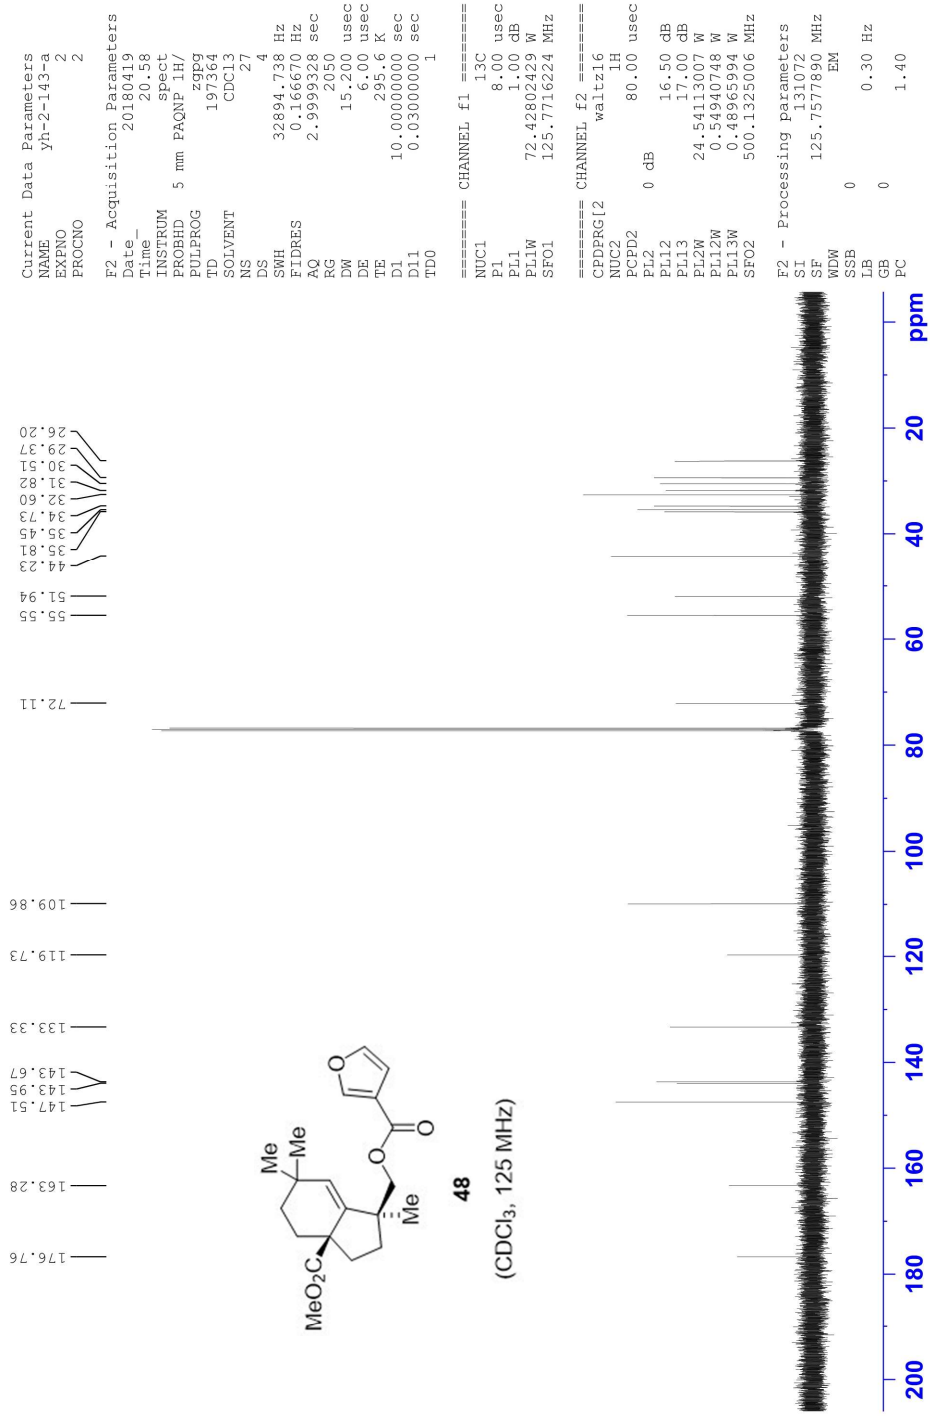 Current Data Parameters
NAME yh-2-143-a
EXPNO 2
PROCNO 2
F2 - Acquisition Parameters
Date_ 20180419
Time 20.58
INSTRUM spect
PROBHD 5 mm PAQNP 1H/
PULPROG zgpg
TD 197364
SOLVENT CDCl3
NS 27
DS 4
SWH 32894.738 Hz
FIDRES 0.166670 Hz
AQ 2.9999328 sec
RG 2050
DW 15.200 usec
DE 6.00 usec
TE 295.6 K
D1 10.00000000 sec
D11 0.03000000 sec
TD0 1
======== CHANNEL f1 ========
NUC1 13C
P1 8.00 usec
PL1 1.00 dB
PL1W 72.42802429 W
SFO1 125.7716224 MHz
======== CHANNEL f2 ========
CPDPRG[2 waltz16
NUC2 1H
PCPD2 80.00 usec
PL2 0 dB
PL12 16.50 dB
PL13 17.00 dB
PL2W 24.54113007 W
PL12W 0.54940748 W
PL13W 0.48965994 W
SFO2 500.1325006 MHz
F2 - Processing parameters
SI 131072
SF 125.7577890 MHz
WDW EM
SSB 0
LB 0.30 Hz
GB 0
PC 1.40
176.76
163.28
147.51
143.95
143.67
133.33
119.73
109.86
72.11
55.55
51.94
44.23
35.81
35.45
34.73
32.60
31.82
30.51
29.37
26.20
MeO2C
Me
Me
Me
O
O
O
48
(CDCl3, 125 MHz)
200 180 160 140 120 100 80 60 40 20 ppm